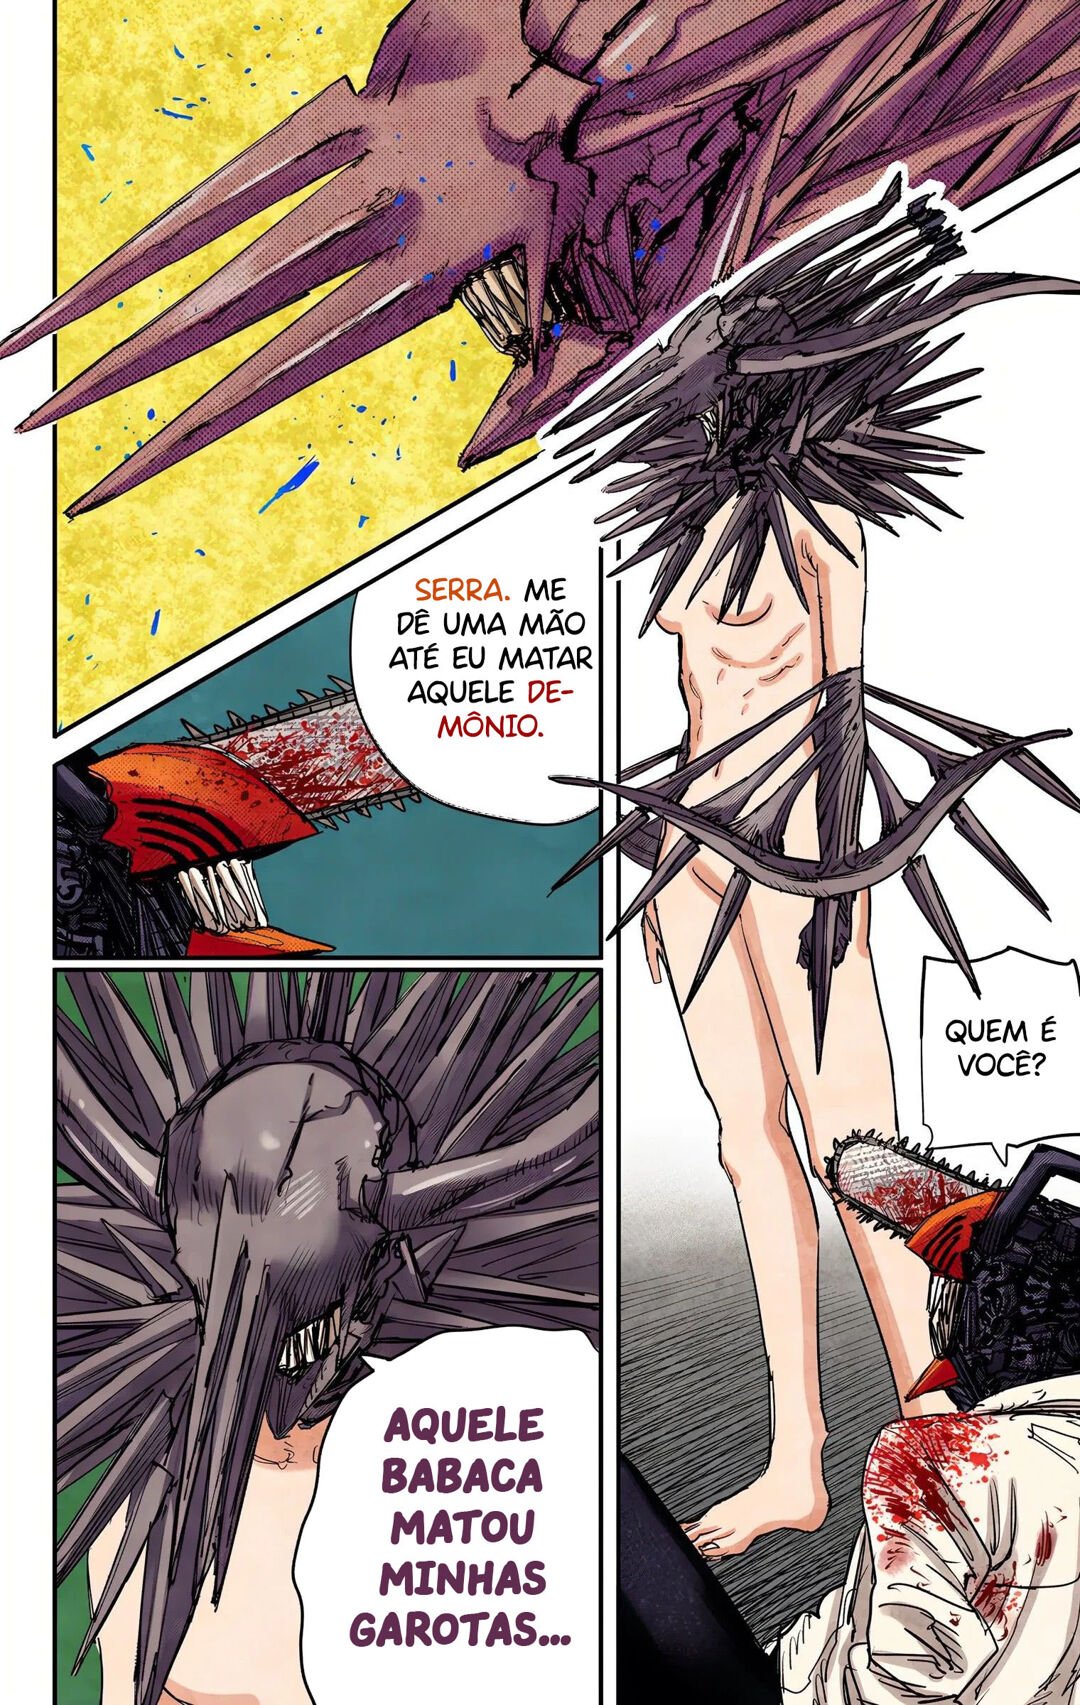 SERRA. ME
DÊ UMA MÃO
ATÉ EU MATAR
AQUELE DE-
MÔNIO.
QUEM É
VOCÊ?
AQUELE
BABACA
MATOU
MINHAS
GAROTAS...